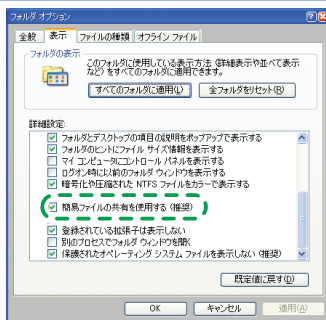 フォルダ オプション
全般 表示 ファイルの種類 オフライン ファイル
フォルダの表示
このフォルダに使用している表示方法 (詳細表示や並べて表示
など) をすべてのフォルダに適用できます。
すべてのフォルダに適用(L) 全フォルダをリセット(R)
詳細設定:
フォルダとデスクトップの項目の説明をポップアップで表示する
フォルダのヒントにファイル サイズ情報を表示する
マイ コンピュータにコントロール パネルを表示する
ログオン時に以前のフォルダ ウィンドウを表示する
暗号化や圧縮された NTFS ファイルをカラーで表示する
簡易ファイルの共有を使用する (推奨)
登録されている拡張子は表示しない
別のプロセスでフォルダ ウィンドウを開く
保護されたオペレーティング システム ファイルを表示しない (推奨)
既定値に戻す(D)
OK キャンセル 適用(A)